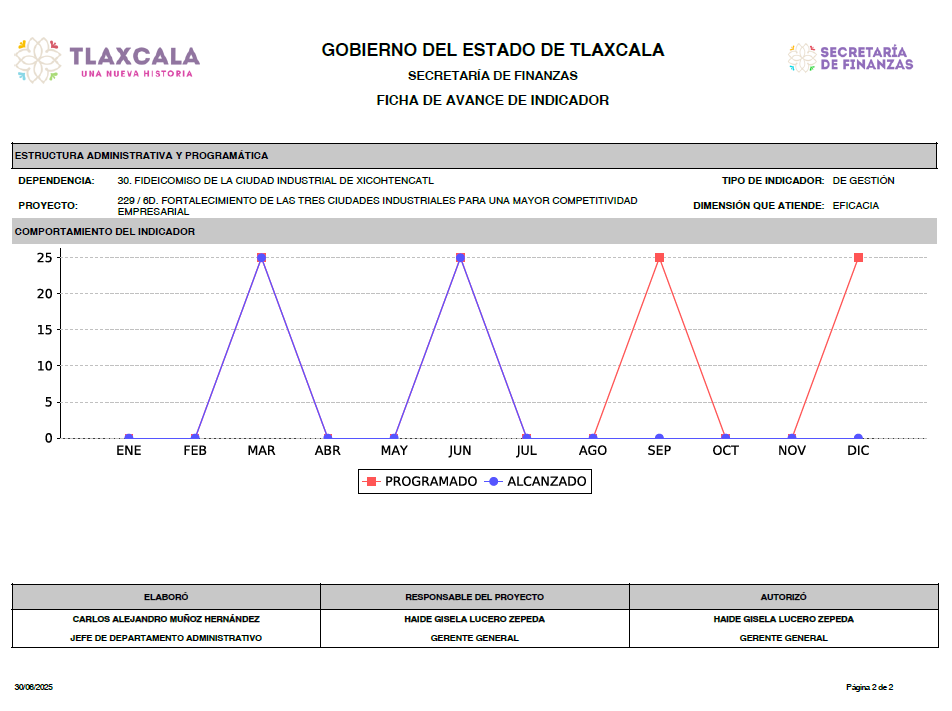 TLAXCALA
UNA NUEVA HISTORIA
GOBIERNO DEL ESTADO DE TLAXCALA
SECRETARÍA DE FINANZAS
FICHA DE AVANCE DE INDICADOR
SECRETARÍA
DE FINANZAS
ESTRUCTURA ADMINISTRATIVA Y PROGRAMÁTICA
DEPENDENCIA: 30. FIDEICOMISO DE LA CIUDAD INDUSTRIAL DE XICOHTENCATL TIPO DE INDICADOR: DE GESTIÓN
PROYECTO: 229 / 6D. FORTALECIMIENTO DE LAS TRES CIUDADES INDUSTRIALES PARA UNA MAYOR COMPETITIVIDAD
EMPRESARIAL DIMENSIÓN QUE ATIENDE: EFICACIA
COMPORTAMIENTO DEL INDICADOR
25
20
15
10
5
0
ENE FEB MAR ABR MAY JUN JUL AGO SEP OCT NOV DIC
PROGRAMADO ALCANZADO
ELABORÓ RESPONSABLE DEL PROYECTO AUTORIZÓ
CARLOS ALEJANDRO MUÑOZ HERNÁNDEZ HAIDE GISELA LUCERO ZEPEDA HAIDE GISELA LUCERO ZEPEDA
JEFE DE DEPARTAMENTO ADMINISTRATIVO GERENTE GENERAL GERENTE GENERAL
30/06/2025 Página 2 de 2